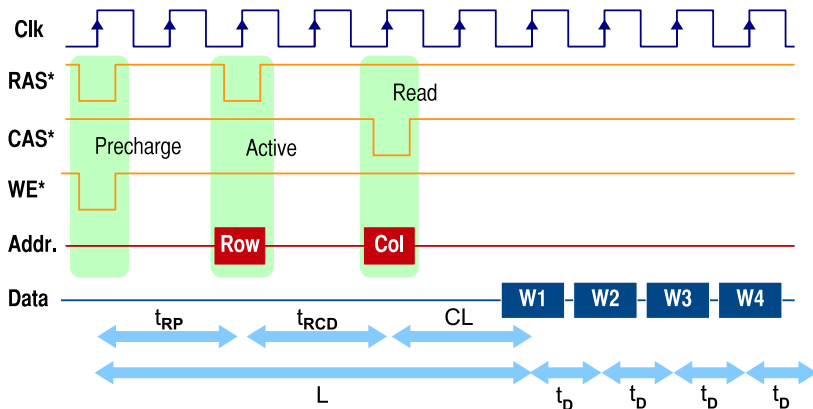 Clk
RAS*
Read
CAS*
Precharge Active
WE*
Addr. Row Col
Data W1 W2 W3 W4
tRP tRCD CL
L tD tD tD tD